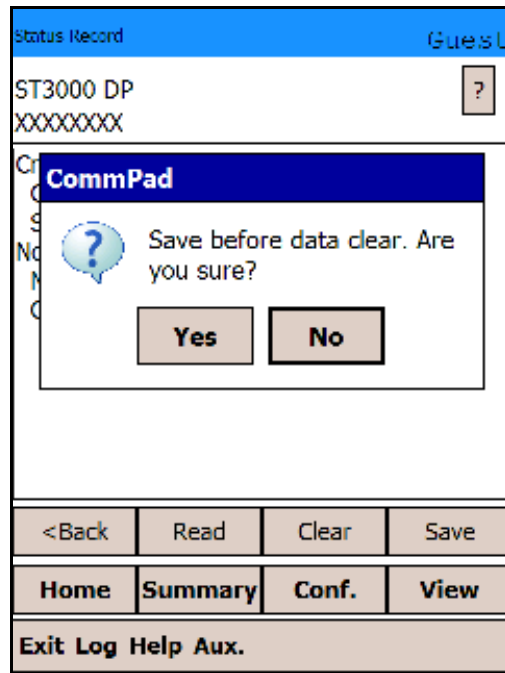 Status Record
Guest
ST3000 DP
?
XXXXXXXX
CommPad
Save before data clear. Are
you sure?
Yes No
<Back Read Clear Save
Home Summary Conf. View
Exit Log Help Aux.